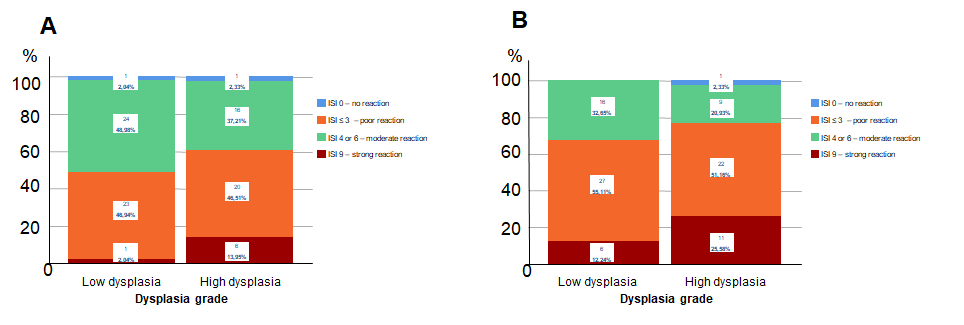 A
%
100
80
60
40
20
0
1
2,04%
24
48,98%
23
46,94%
1
2,04%
1
2,33%
16
37,21%
20
46,51%
6
13,95%
Low dysplasia
High dysplasia
Dysplasia grade
ISI 0 – no reaction
ISI ≤ 3 – poor reaction
ISI 4 or 6 – moderate reaction
ISI 9 – strong reaction
B
%
100
80
60
40
20
0
16
32,65%
27
55,11%
6
12,24%
1
2,33%
9
20,93%
22
51,16%
11
25,58%
Low dysplasia
High dysplasia
Dysplasia grade
ISI 0 – no reaction
ISI ≤ 3 – poor reaction
ISI 4 or 6 – moderate reaction
ISI 9 – strong reaction